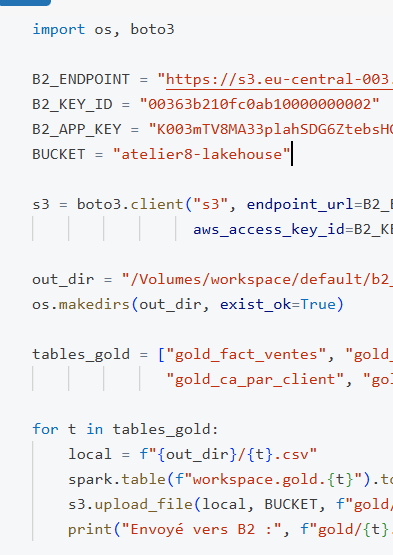 import os, boto3
B2_ENDPOINT = "https://s3.eu-central-003.
B2_KEY_ID = "00363b210fc0ab10000000002"
B2_APP_KEY = "K003mTV8MA33plahSDG6ZtebsHC
BUCKET = "atelier8-lakehouse"
s3 = boto3.client("s3", endpoint_url=B2_E
aws_access_key_id=B2_KE
out_dir = "/Volumes/workspace/default/b2_
os.makedirs(out_dir, exist_ok=True)
tables_gold = ["gold_fact_ventes", "gold_
"gold_ca_par_client", "gol
for t in tables_gold:
local = f"{out_dir}/{t}.csv"
spark.table(f"workspace.gold.{t}").to
s3.upload_file(local, BUCKET, f"gold/
print("Envoyé vers B2 :", f"gold/{t}.